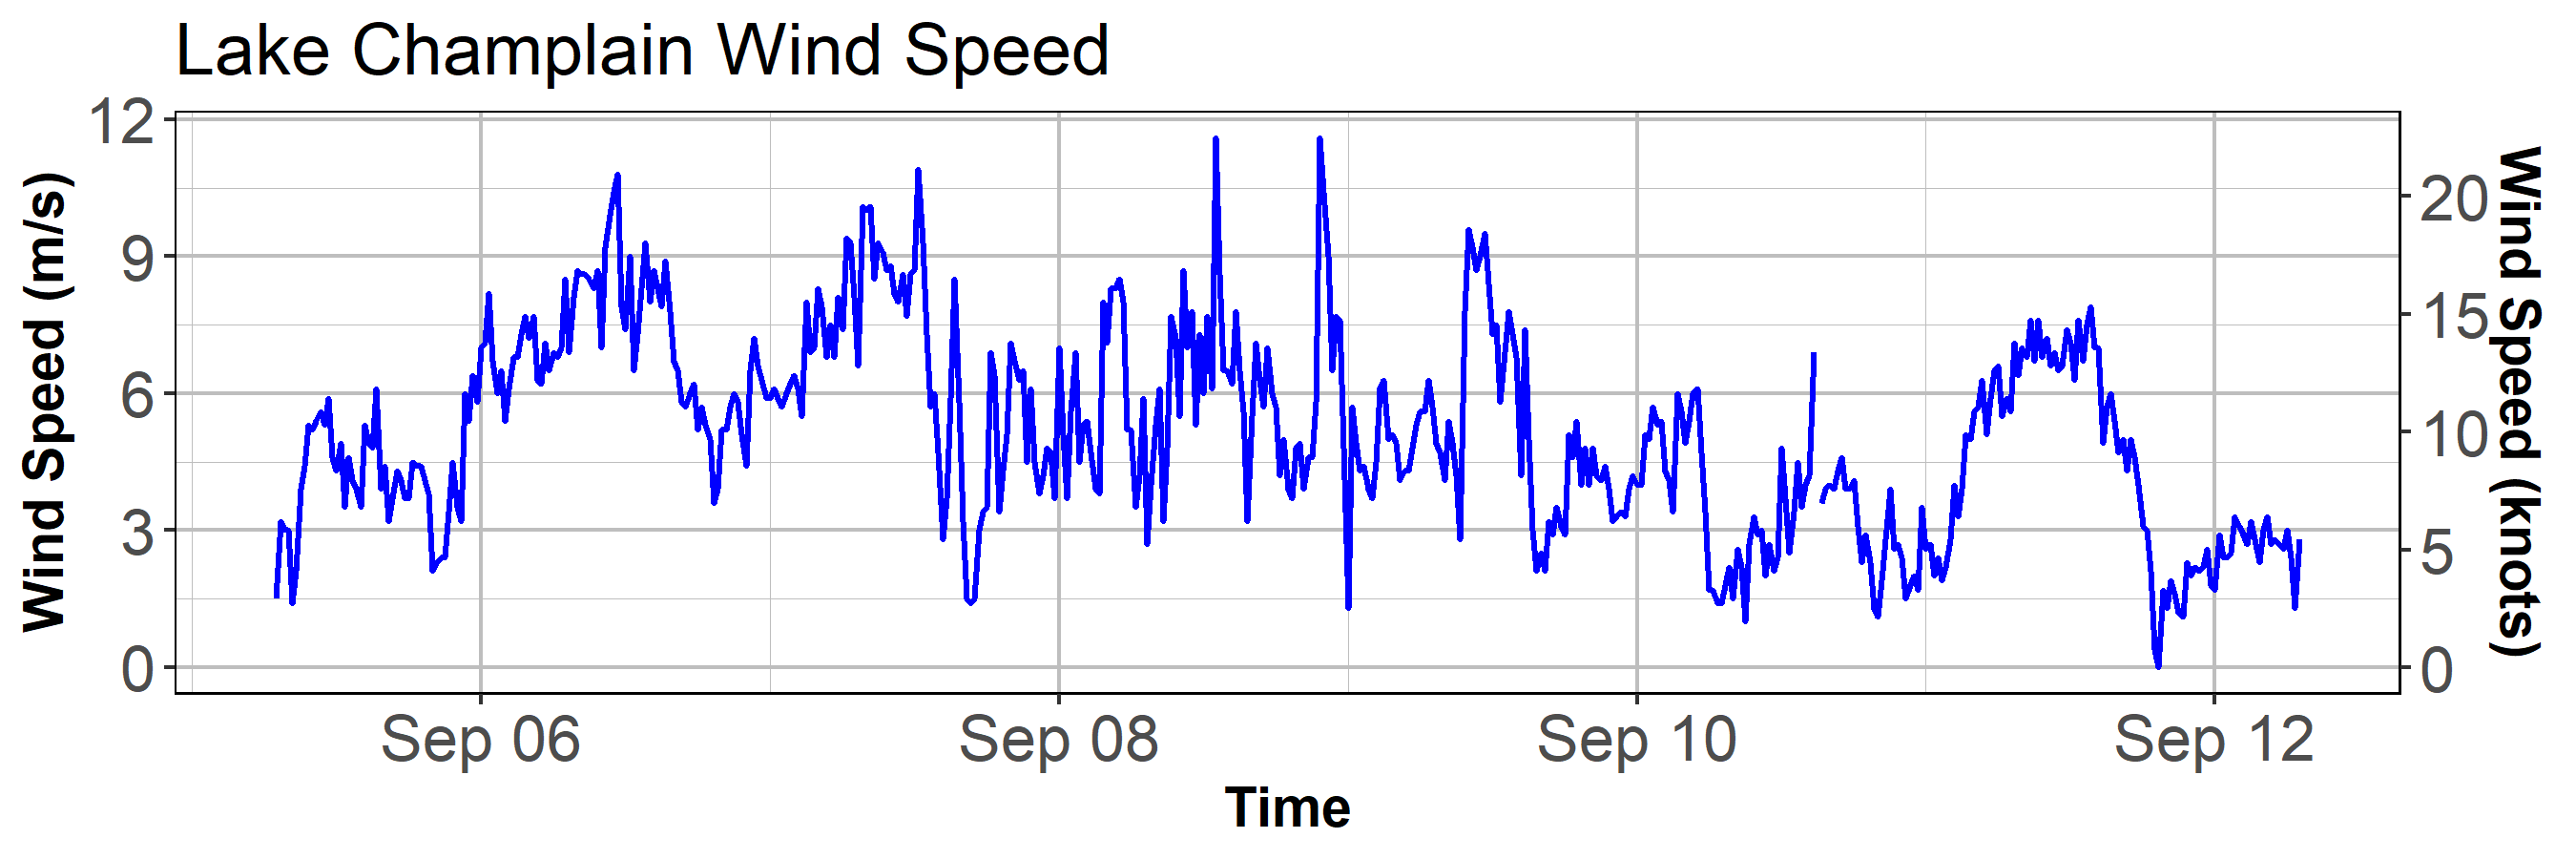 Lake Champlain Wind Speed
12
9
6
3
0
Wind Speed (m/s)
20
15
10
5
0
Wind Speed (knots)
Sep 06 Sep 08 Sep 10 Sep 12
Time